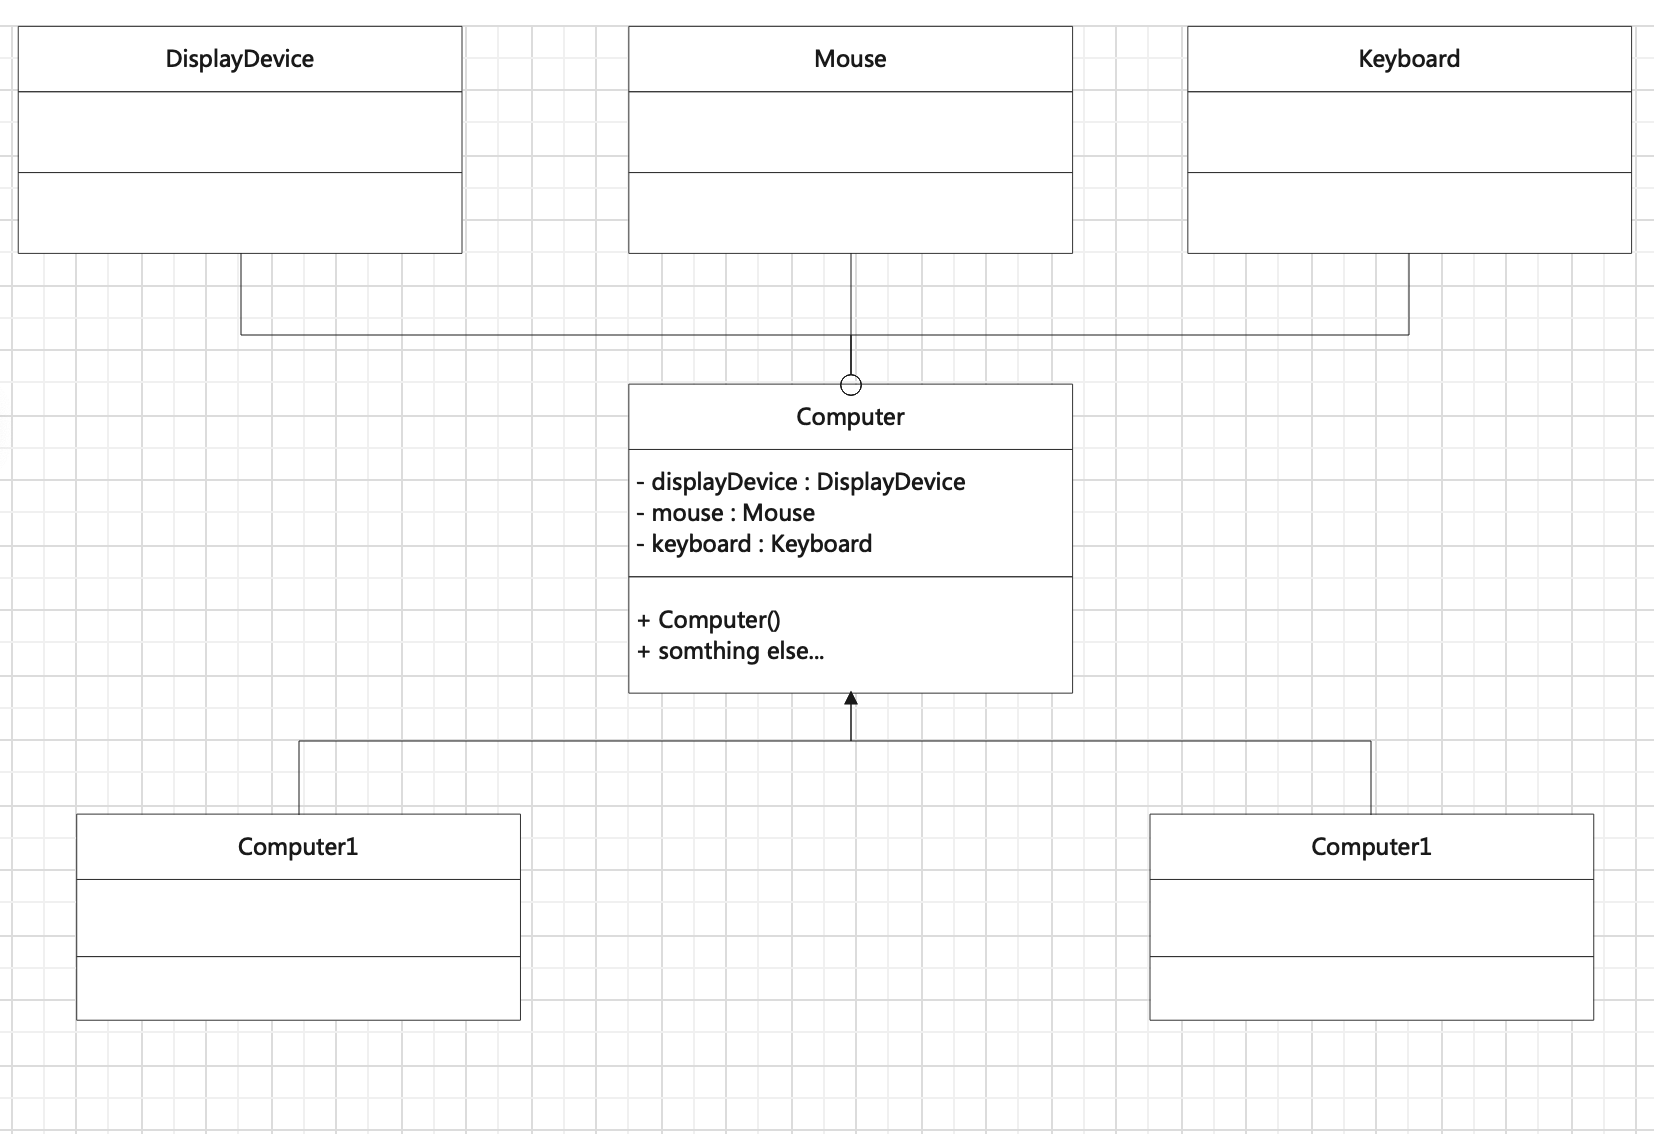 DisplayDevice
Mouse
Keyboard
Computer
- displayDevice : DisplayDevice
- mouse : Mouse
- keyboard : Keyboard
+ Computer()
+ somthing else...
Computer1
Computer1